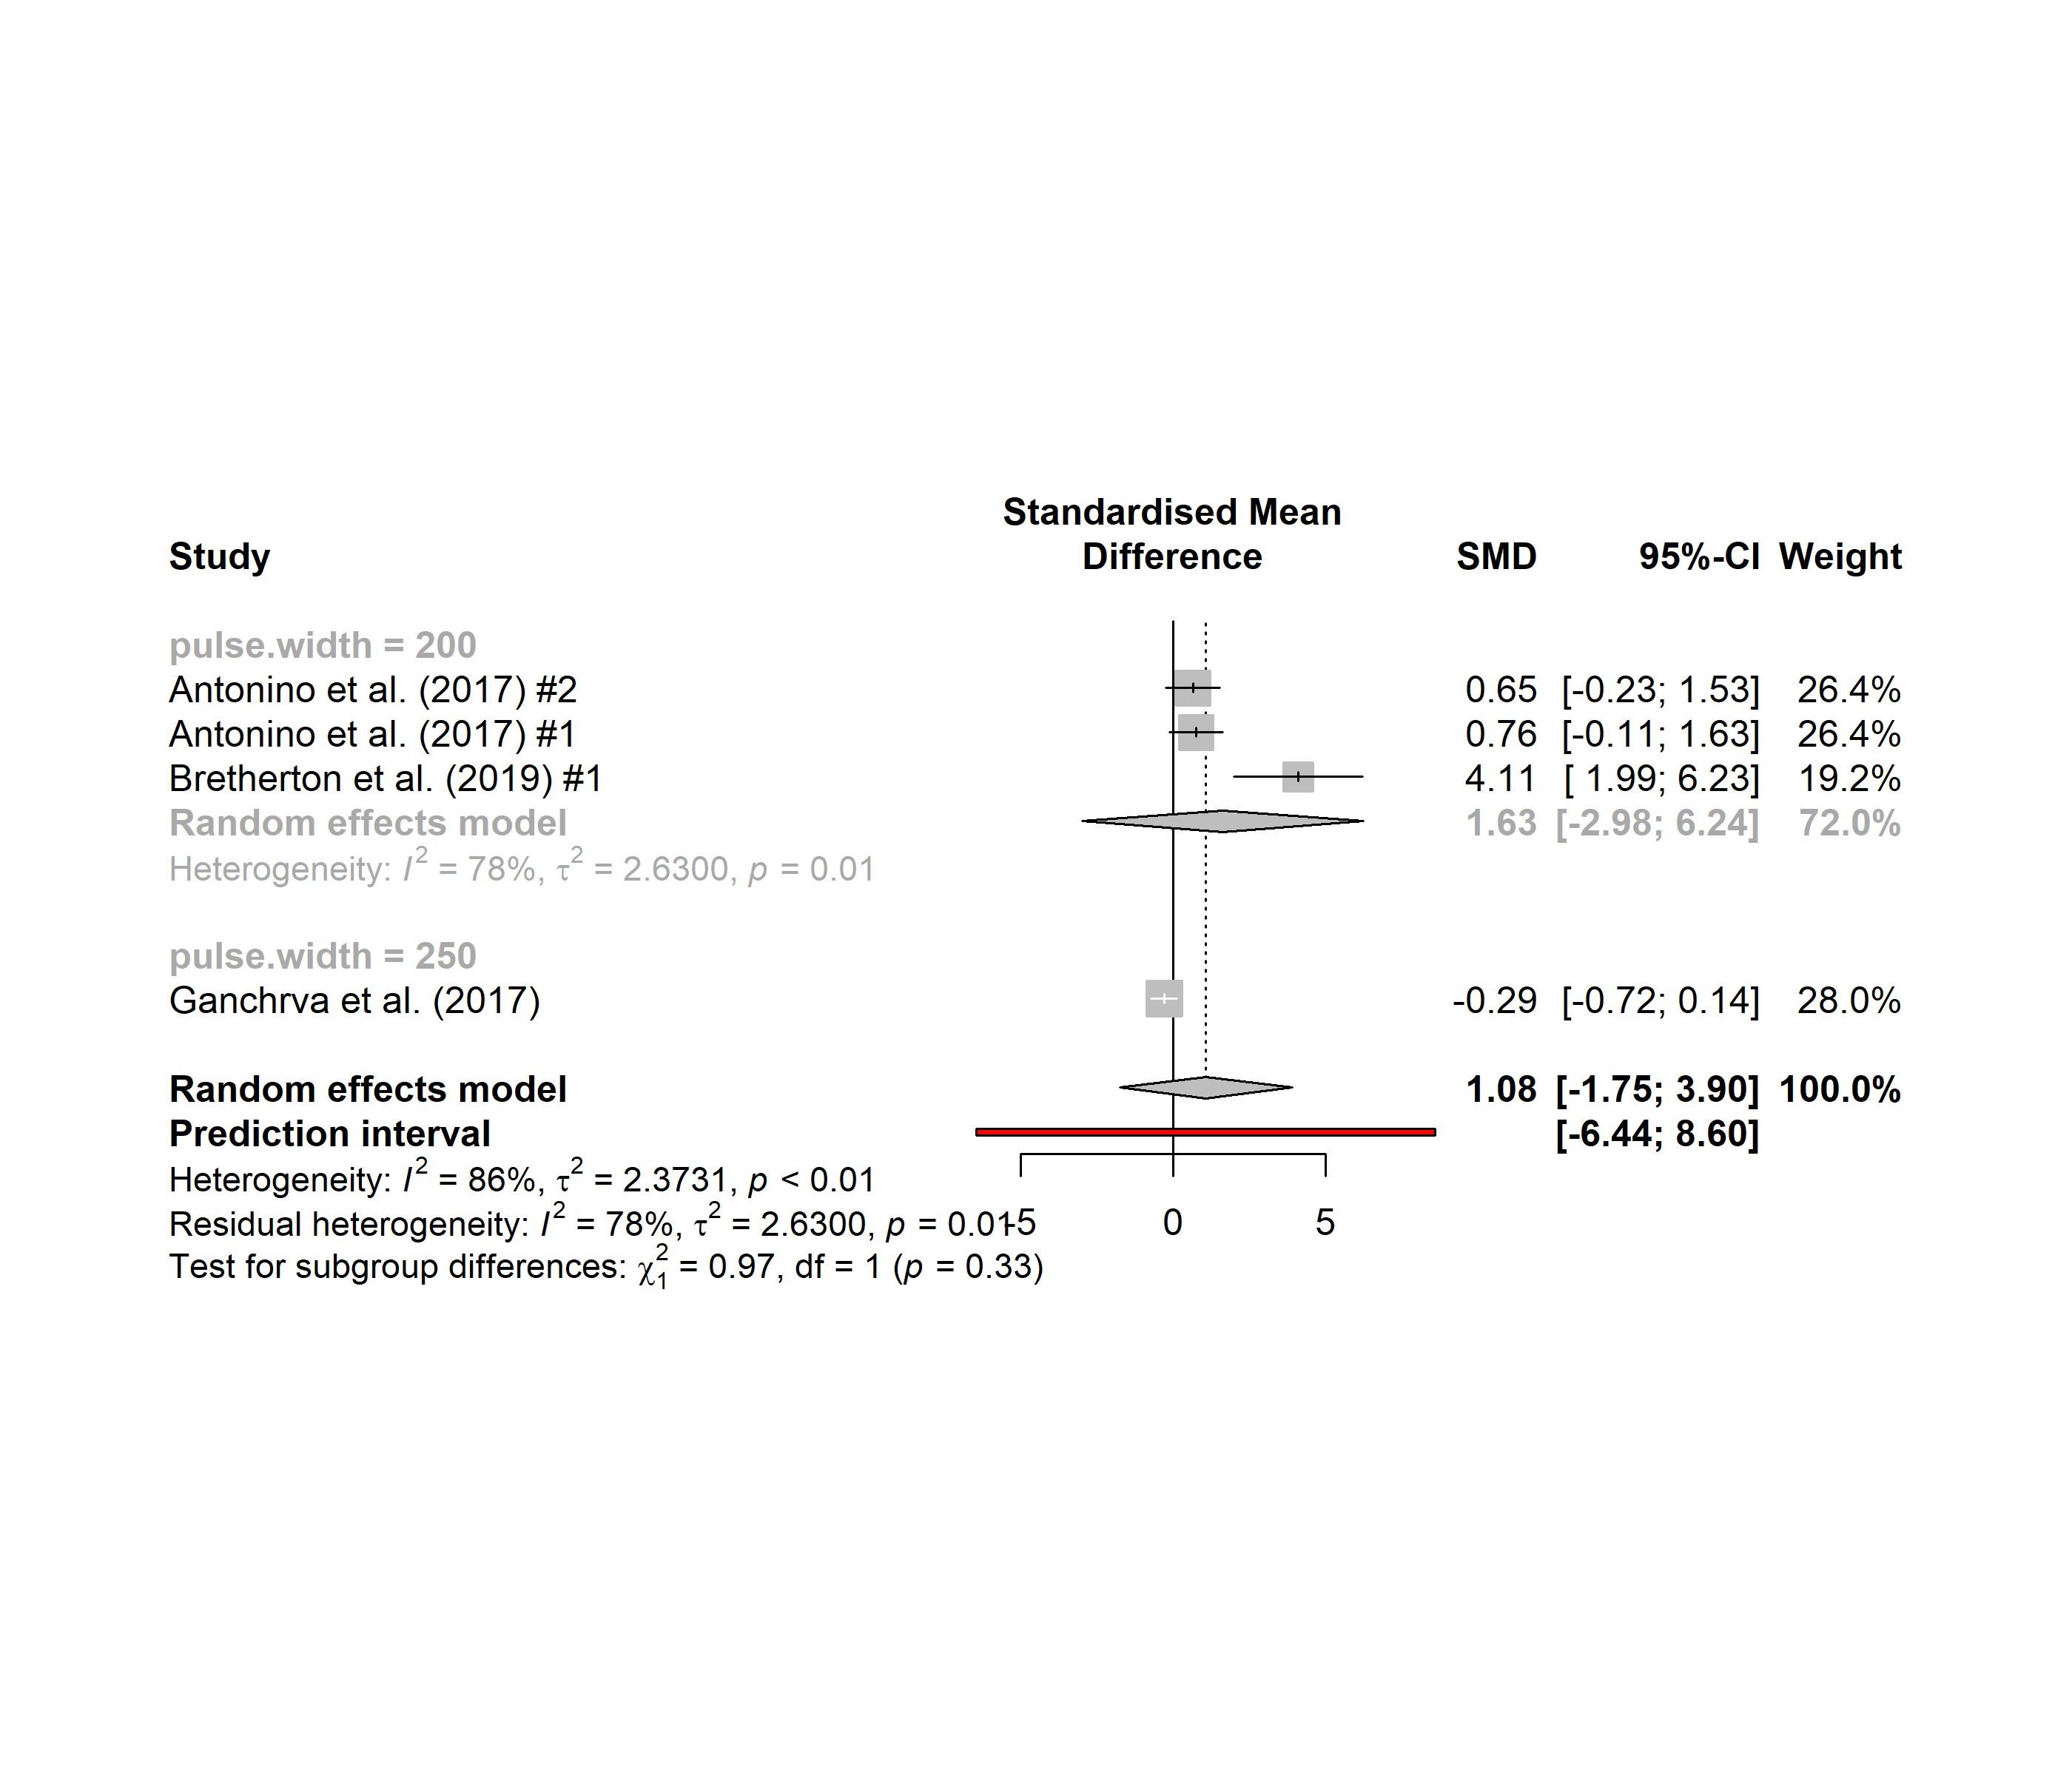 Standardised Mean
Study Difference SMD 95%-CI Weight
pulse.width = 200
Antonino et al. (2017) #2 0.65 [-0.23; 1.53] 26.4%
Antonino et al. (2017) #1 0.76 [-0.11; 1.63] 26.4%
Bretherton et al. (2019) #1 4.11 [ 1.99; 6.23] 19.2%
Random effects model 1.63 [-2.98; 6.24] 72.0%
Heterogeneity: I² = 78%, τ² = 2.6300, p = 0.01
pulse.width = 250
Ganchrva et al. (2017) -0.29 [-0.72; 0.14] 28.0%
Random effects model 1.08 [-1.75; 3.90] 100.0%
Prediction interval [-6.44; 8.60]
Heterogeneity: I² = 86%, τ² = 2.3731, p < 0.01
Residual heterogeneity: I² = 78%, τ² = 2.6300, p = 0.01 -5 0 5
Test for subgroup differences: χ²₁ = 0.97, df = 1 (p = 0.33)